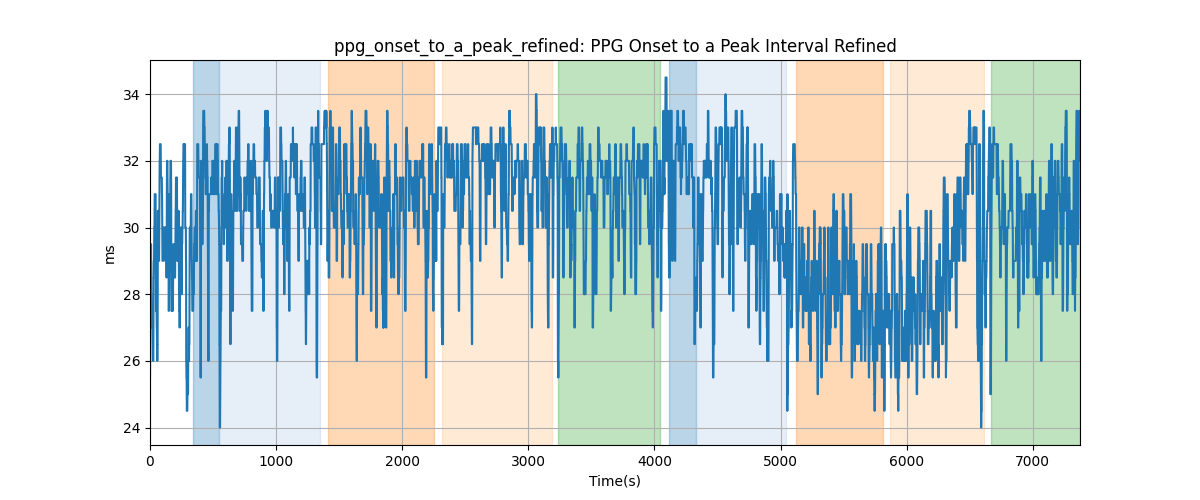 ppg_onset_to_a_peak_refined: PPG Onset to a Peak Interval Refined
34
32
30
28
26
24
ms
0 1000 2000 3000 4000 5000 6000 7000
Time(s)